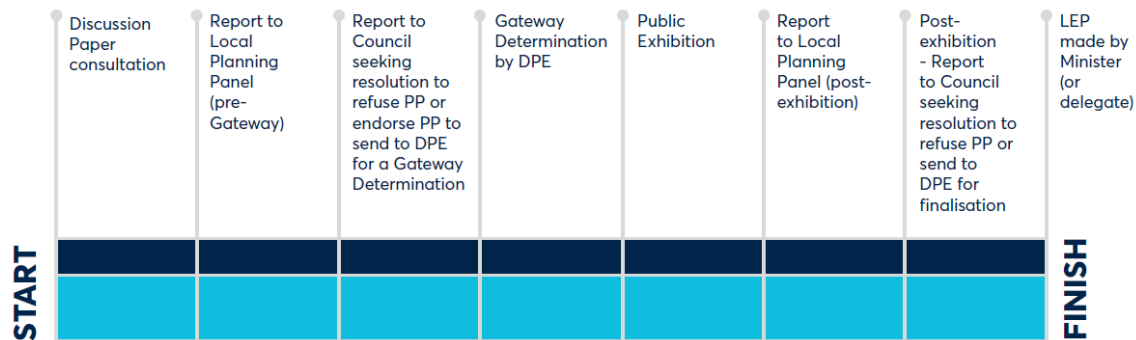 Discussion
Paper
consultation
Report to
Local
Planning
Panel
(pre-
Gateway)
Report to
Council
seeking
resolution to
refuse PP or
endorse PP to
send to DPE
for a Gateway
Determination
Gateway
Determination
by DPE
Public
Exhibition
Report
to Local
Planning
Panel (post-
exhibition)
Post-
exhibition
- Report
to Council
seeking
resolution to
refuse PP or
send to
DPE for
finalisation
LEP
made by
Minister
(or
delegate)
START
FINISH